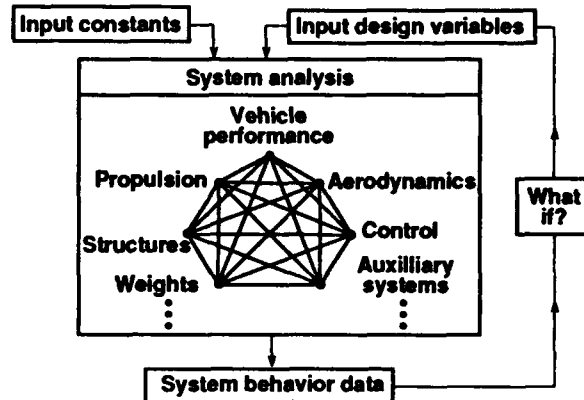 Input constants
Input design variables
System analysis
Vehicle
performance
Propulsion
Aerodynamics
Structures
Control
Weights
Auxilliary
systems
What
if?
System behavior data